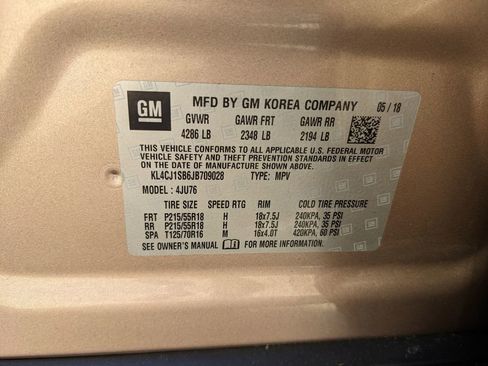 GM MFD BY GM KOREA COMPANY 05 / 18
GVWR GAWR FRT GAWR RR
4286 LB 2348 LB 2194 LB
THIS VEHICLE CONFORMS TO ALL APPLICABLE U.S. FEDERAL MOTOR
VEHICLE SAFETY AND THEFT PREVENTION STANDARDS IN EFFECT
ON THE DATE OF MANUFACTURE SHOWN ABOVE.
KL4CJ1SB6JB709028 TYPE: MPV
MODEL: 4JU76
TIRE SIZE SPEED RTG RIM COLD TIRE PRESSURE
FRT P215/55R18 H 18x7.5J 240KPA, 35 PSI
RR P215/55R18 H 18x7.5J 240KPA, 35 PSI
SPA T125/70R16 M 16x4.0T 420KPA, 60 PSI
SEE OWNER'S MANUAL FOR MORE INFORMATION.